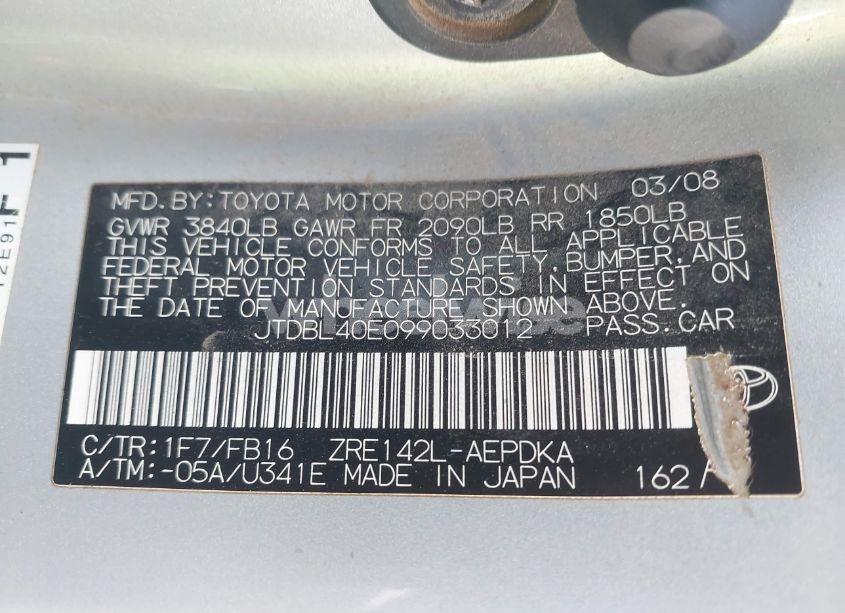 MFD. BY: TOYOTA MOTOR CORPORATION 03/08
GVWR 3840LB GAWR FR 2090LB RR 1850LB
THIS VEHICLE CONFORMS TO ALL APPLICABLE
FEDERAL MOTOR VEHICLE SAFETY, BUMPER, AND
THEFT PREVENTION STANDARDS IN EFFECT ON
THE DATE OF MANUFACTURE SHOWN ABOVE.
JTDBL40E099033012 PASS. CAR
C/TR: 1F7/FB16 ZRE142L-AEPDKA
A/TM: -05A/U341E MADE IN JAPAN 162/
12E91
1